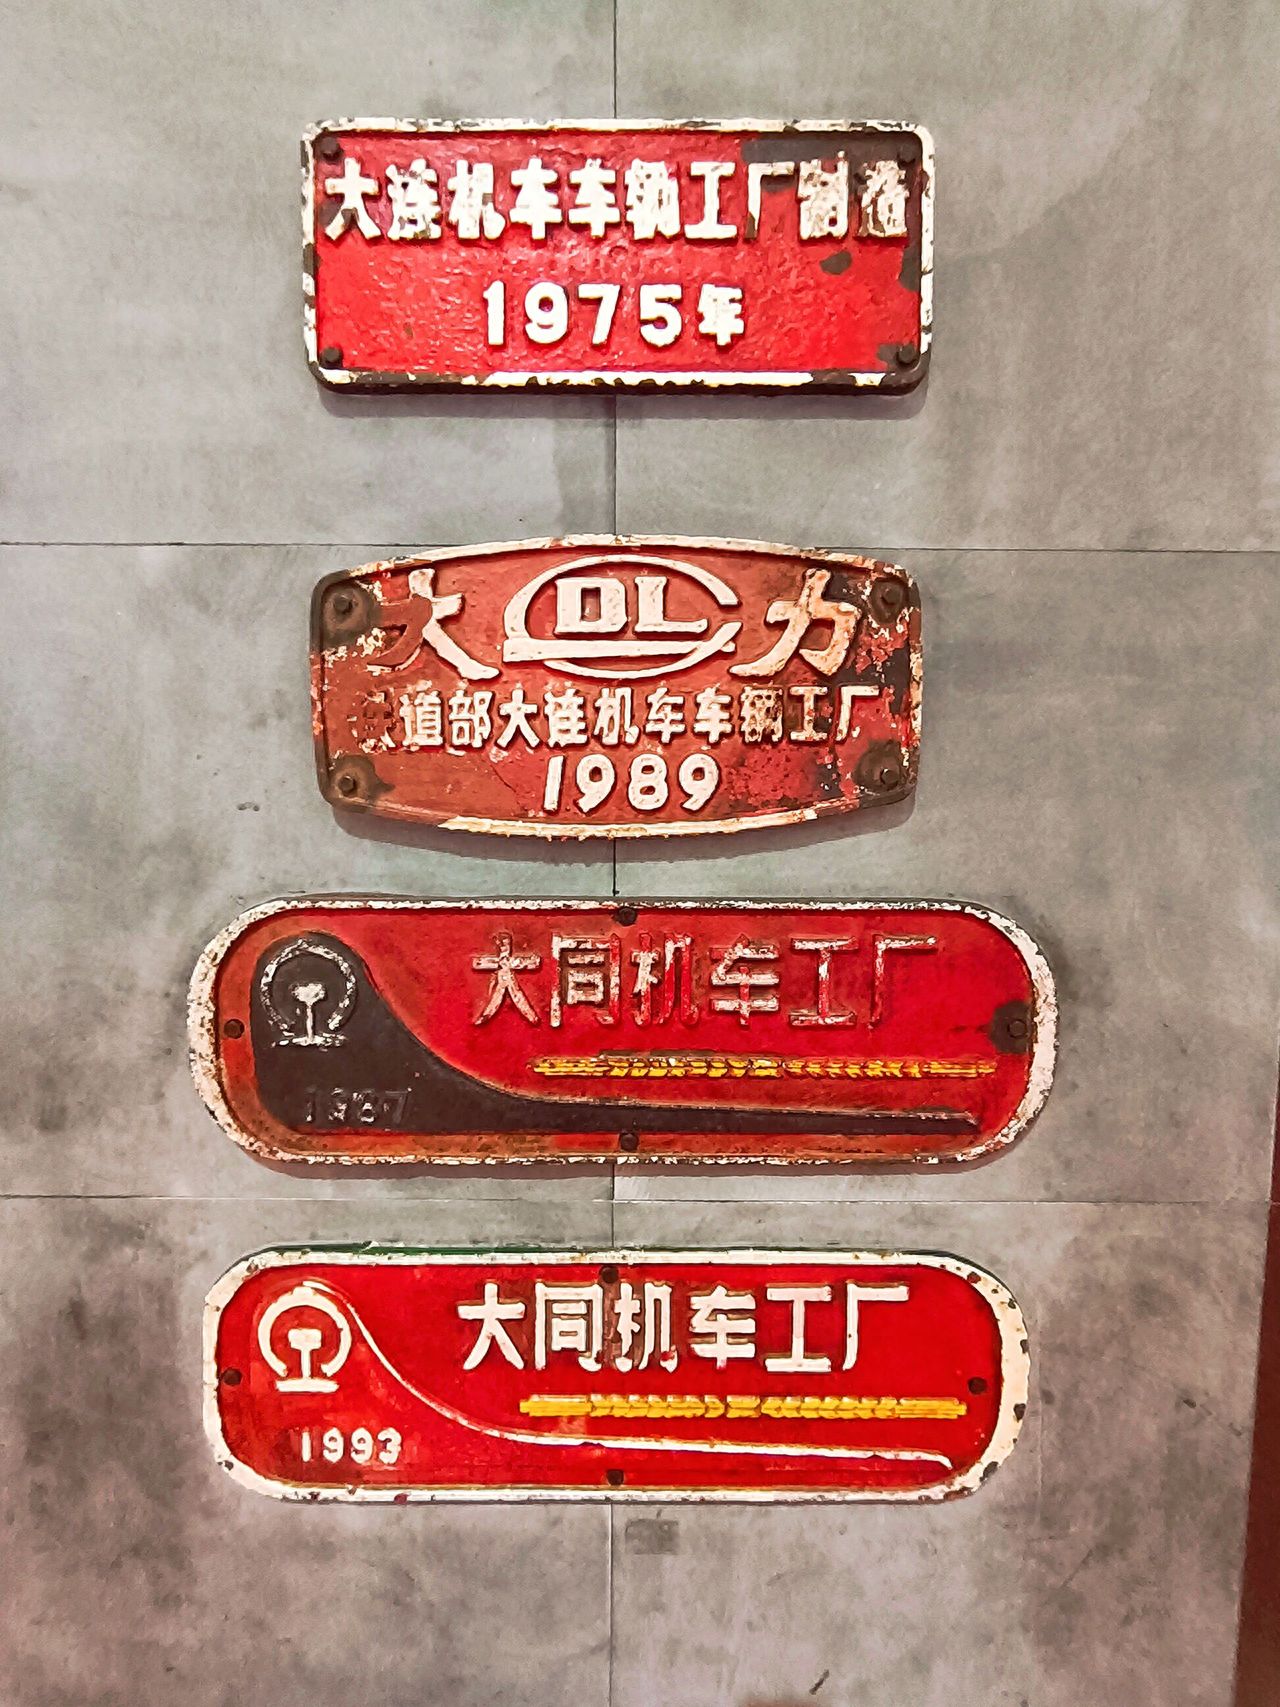 大连机车车辆工厂制造
1975年
大 DL 力
铁道部大连机车车辆工厂
1989
大同机车工厂
1987
大同机车工厂
1993